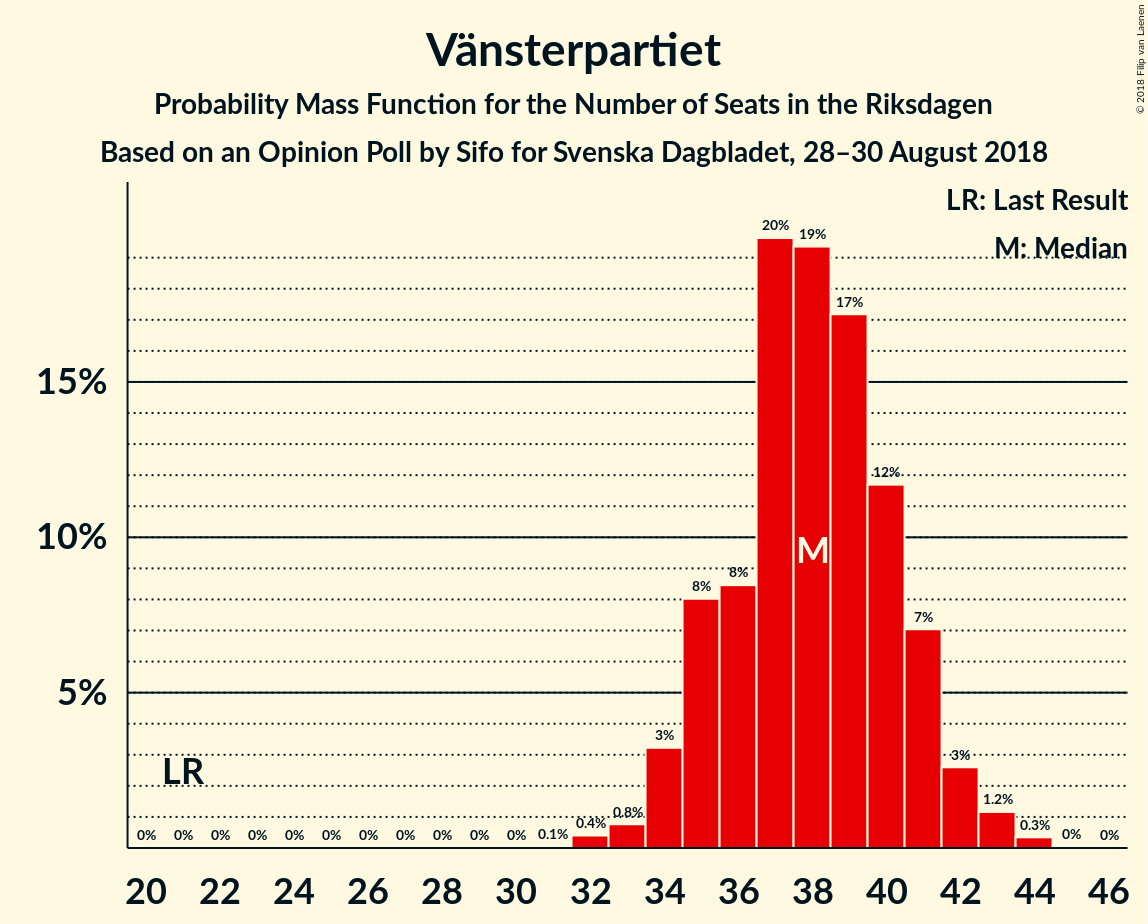 Vänsterpartiet
Probability Mass Function for the Number of Seats in the Riksdagen
Based on an Opinion Poll by Sifo for Svenska Dagbladet, 28–30 August 2018
© 2018 Filip van Laenen
LR: Last Result
M: Median
20% 19% 17% 12% 8% 8% 7% 3% 3% 1.2% 0.8% 0.4% 0.3% 0.1%
15%
10%
5%
M
LR
0% 0% 0% 0% 0% 0% 0% 0% 0% 0% 0% 0% 0%
20 22 24 26 28 30 32 34 36 38 40 42 44 46